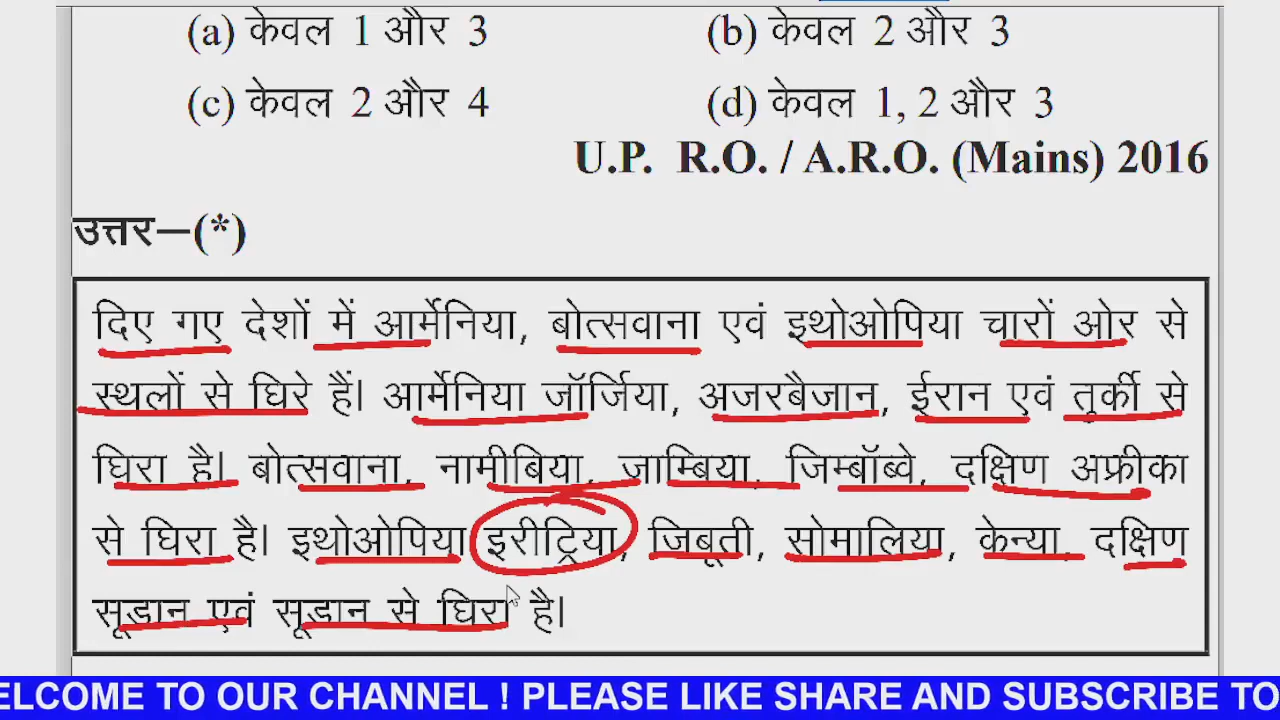 (a) केवल 1 और 3 (b) केवल 2 और 3
(c) केवल 2 और 4 (d) केवल 1, 2 और 3
U.P. R.O. / A.R.O. (Mains) 2016
उत्तर–(*)
दिए गए देशों में आर्मेनिया, बोत्सवाना एवं इथोओपिया चारों ओर से
स्थलों से घिरे हैं। आर्मेनिया जॉर्जिया, अजरबैजान, ईरान एवं तुर्की से
घिरा है। बोत्सवाना, नामीबिया, जाम्बिया, जिम्बॉब्वे, दक्षिण अफ्रीका
से घिरा है। इथोओपिया इरीट्रिया, जिबूती, सोमालिया, केन्या, दक्षिण
सूडान एवं सूडान से घिरा है।
ELCOME TO OUR CHANNEL ! PLEASE LIKE SHARE AND SUBSCRIBE TO